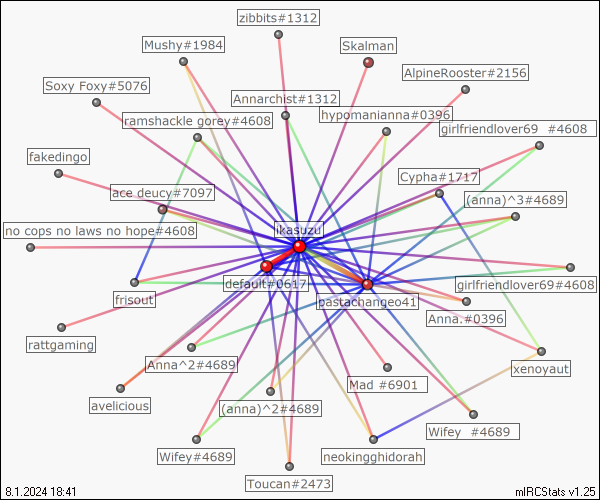 zibbits#1312
Mushy#1984
Skalman
AlpineRooster#2156
Soxy Foxy#5076
Annarchist#1312
ramshackle gorey#4608
hypomanianna#0396
girlfriendlover69 #4608
fakedingo
Cypha#1717
ace deucy#7097
(anna)^3#4689
no cops no laws no hope#4608
likasuzu
default#0617
girlfriendlover69#4608
frisout
pastachangeo41
Anna.#0396
rattgaming
Anna^2#4689
xenoyaut
Mad #6901
avelicious
(anna)^2#4689
Wifey #4689
Wifey#4689
neokingghidorah
Toucan#2473
8.1.2024 18:41
mIRCStats v1.25